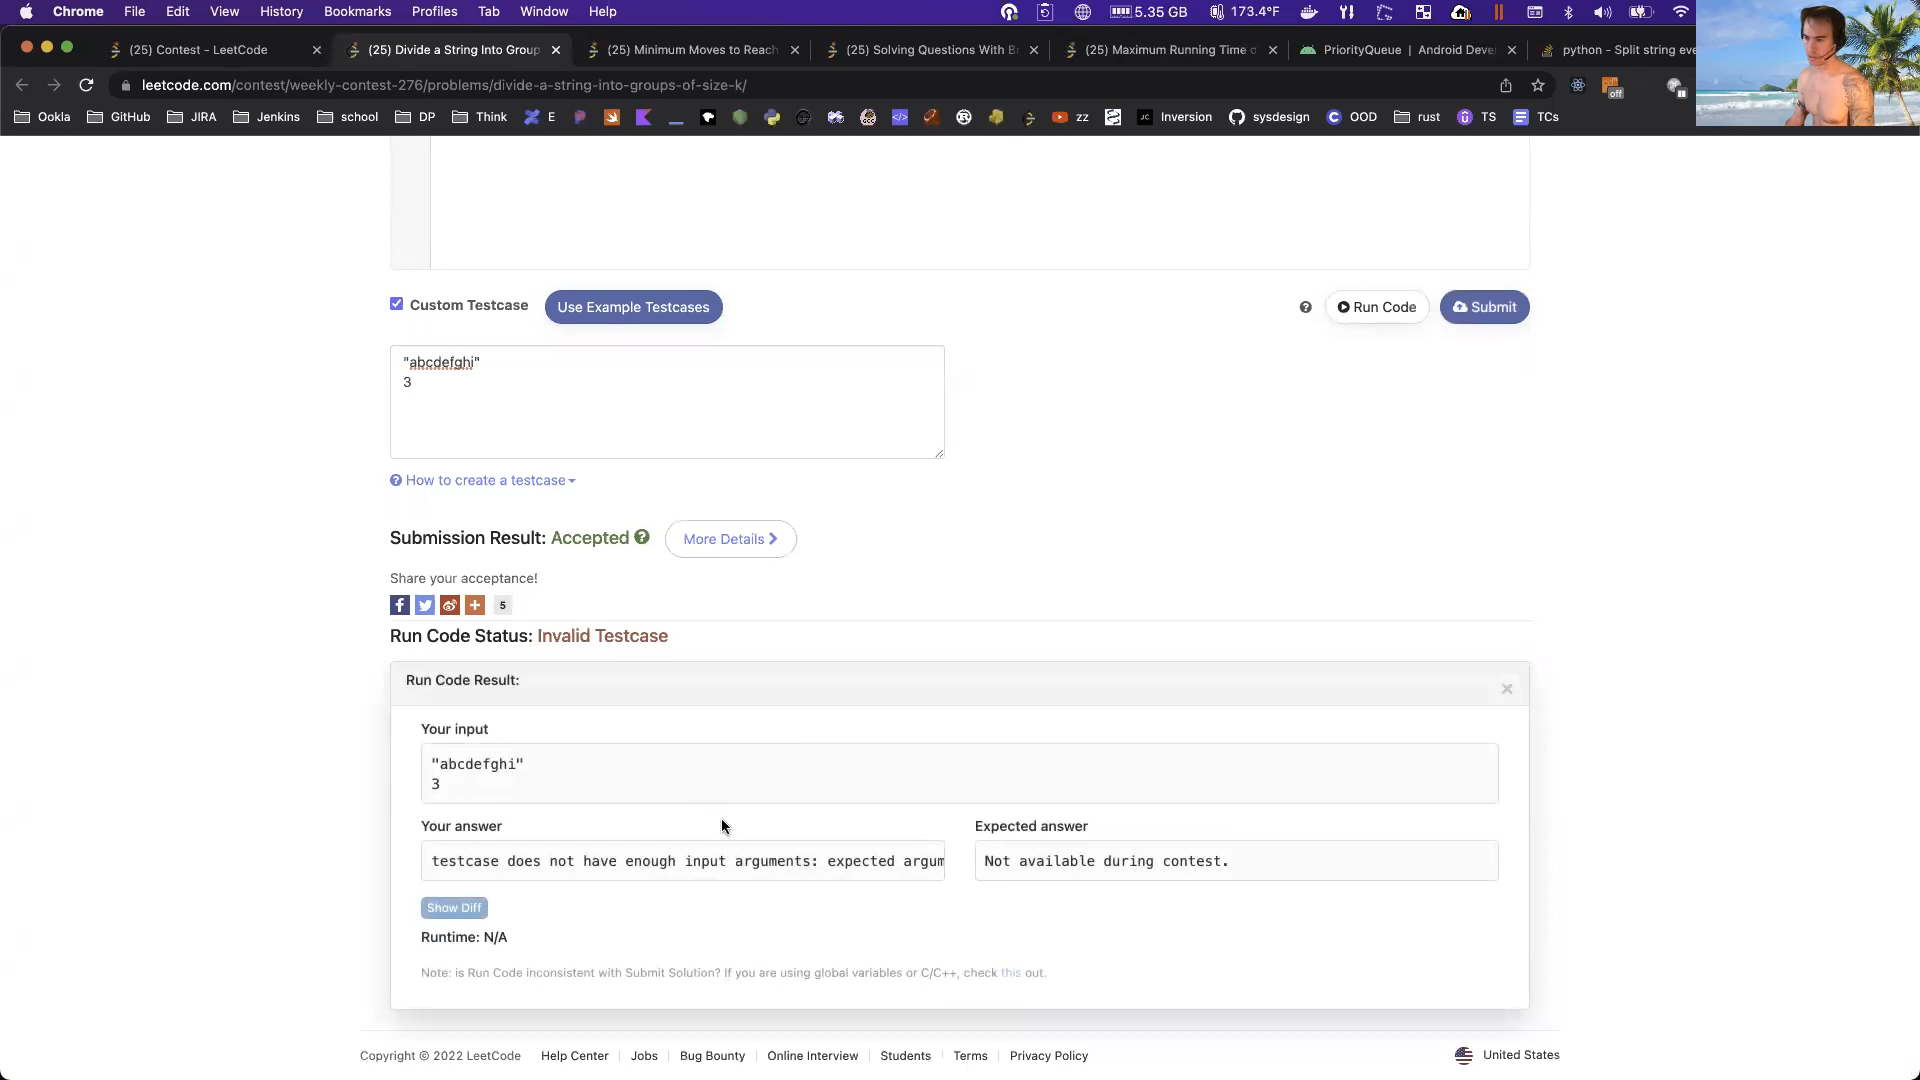 Chrome File Edit View History Bookmarks Profiles Tab Window Help 5.35 GB 173.4°F
(25) Contest - LeetCode (25) Divide a String Into Group (25) Minimum Moves to Reach (25) Solving Questions With Br (25) Maximum Running Time o PriorityQueue | Android Deve python - Split string eve
leetcode.com/contest/weekly-contest-276/problems/divide-a-string-into-groups-of-size-k/ off
Ookla GitHub JIRA Jenkins school DP Think E zz Inversion sysdesign OOD rust TS TCs
Custom Testcase Use Example Testcases Run Code Submit
"abcdefghi"
3
How to create a testcase
Submission Result: Accepted More Details
Share your acceptance!
5
Run Code Status: Invalid Testcase
Run Code Result:
Your input
"abcdefghi"
3
Your answer Expected answer
testcase does not have enough input arguments: expected argum Not available during contest.
Show Diff
Runtime: N/A
Note: is Run Code inconsistent with Submit Solution? If you are using global variables or C/C++, check this out.
Copyright © 2022 LeetCode Help Center Jobs Bug Bounty Online Interview Students Terms Privacy Policy United States